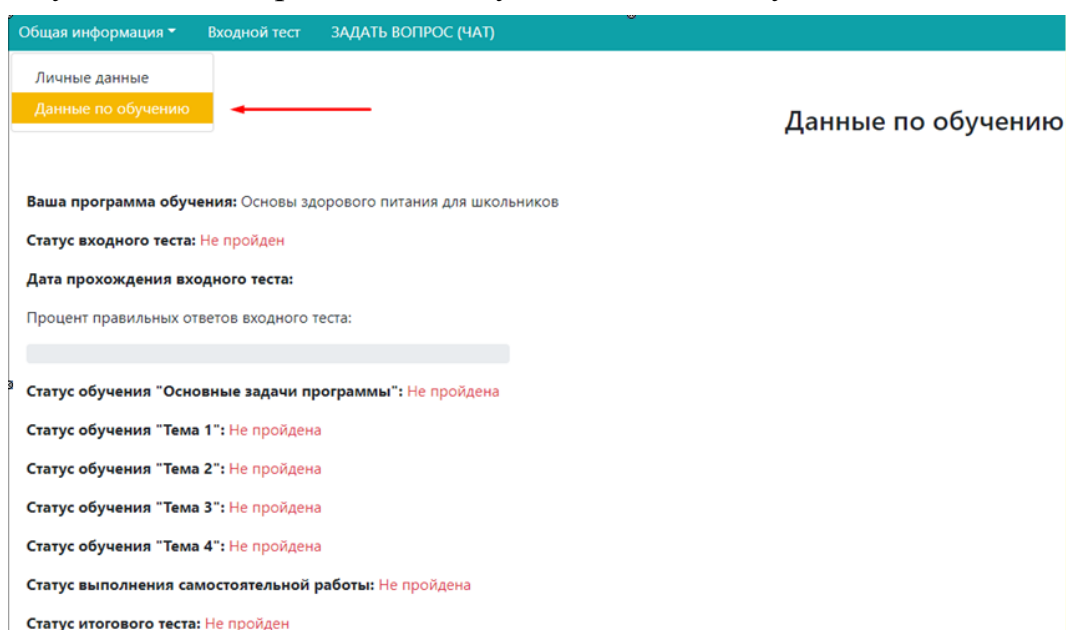 Общая информация Входной тест ЗАДАТЬ ВОПРОС (ЧАТ)
Личные данные
Данные по обучению
Данные по обучению
Ваша программа обучения: Основы здорового питания для школьников
Статус входного теста: Не пройден
Дата прохождения входного теста:
Процент правильных ответов входного теста:
Статус обучения "Основные задачи программы": Не пройдена
Статус обучения "Тема 1": Не пройдена
Статус обучения "Тема 2": Не пройдена
Статус обучения "Тема 3": Не пройдена
Статус обучения "Тема 4": Не пройдена
Статус выполнения самостоятельной работы: Не пройдена
Статус итогового теста: Не пройден